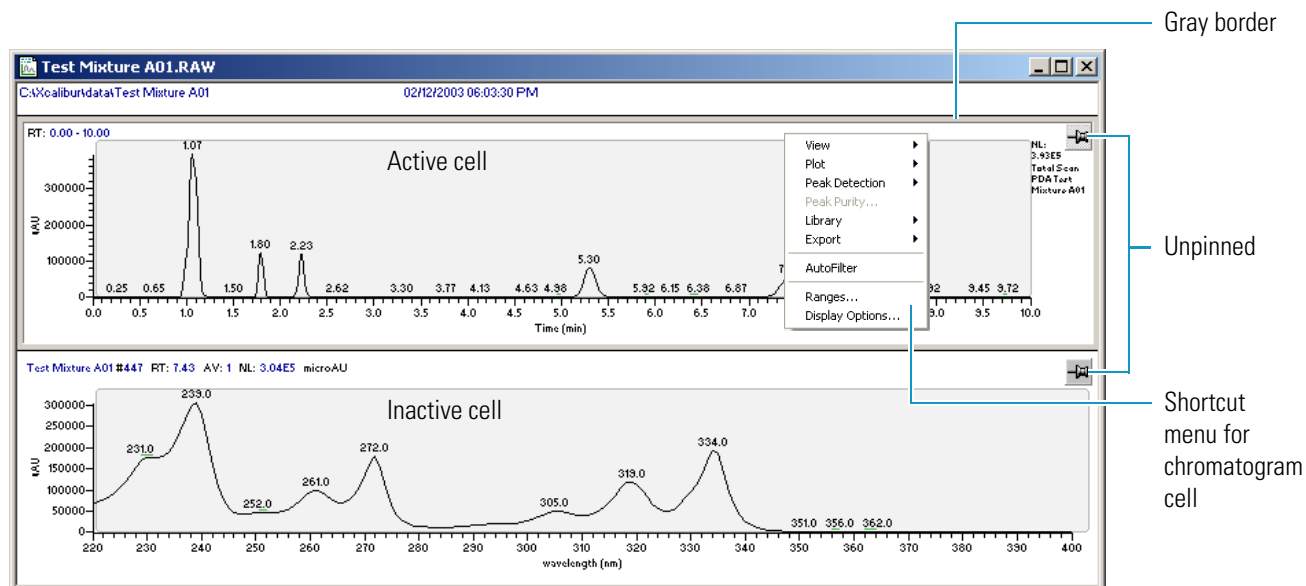 Gray border
Test Mixture A01.RAW
C:\Xcalibur\data\Test Mixture A01 02/12/2003 06:03:30 PM
RT: 0.00 - 10.00
NL:
3.93E5
Total Scan
PDA Test
Mixture A01
Active cell
View
Plot
Peak Detection
Peak Purity...
Library
Export
AutoFilter
Ranges...
Display Options...
Unpinned
1.07
1.80 2.23
5.30
0.25 0.65 1.50 2.62 3.30 3.77 4.13 4.63 4.98 5.92 6.15 6.38 6.87 9.45 9.72
300000
200000
100000
0
uAU
0.0 0.5 1.0 1.5 2.0 2.5 3.0 3.5 4.0 4.5 5.0 5.5 6.0 6.5 7.0 9.5 10.0
Time (min)
Test Mixture A01 #447 RT: 7.43 AV: 1 NL: 3.04E5 microAU
Inactive cell
Shortcut
menu for
chromatogram
cell
239.0
231.0 272.0 334.0
261.0 319.0
252.0 305.0
351.0 356.0 362.0
300000
250000
200000
150000
100000
50000
0
uAU
220 230 240 250 260 270 280 290 300 310 320 330 340 350 360 370 380 390 400
wavelength (nm)